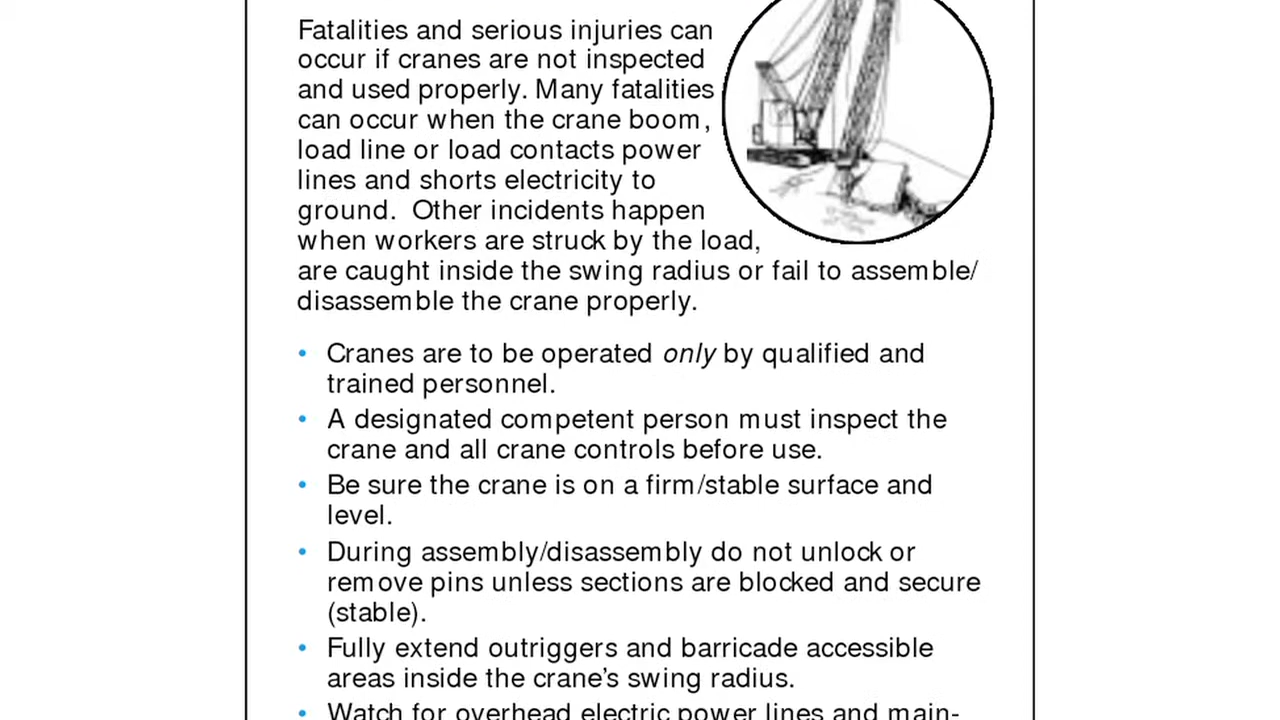 Fatalities and serious injuries can
occur if cranes are not inspected
and used properly. Many fatalities
can occur when the crane boom,
load line or load contacts power
lines and shorts electricity to
ground. Other incidents happen
when workers are struck by the load,
are caught inside the swing radius or fail to assemble/
disassemble the crane properly.
• Cranes are to be operated only by qualified and
trained personnel.
• A designated competent person must inspect the
crane and all crane controls before use.
• Be sure the crane is on a firm/stable surface and
level.
• During assembly/disassembly do not unlock or
remove pins unless sections are blocked and secure
(stable).
• Fully extend outriggers and barricade accessible
areas inside the crane’s swing radius.
• Watch for overhead electric power lines and main-